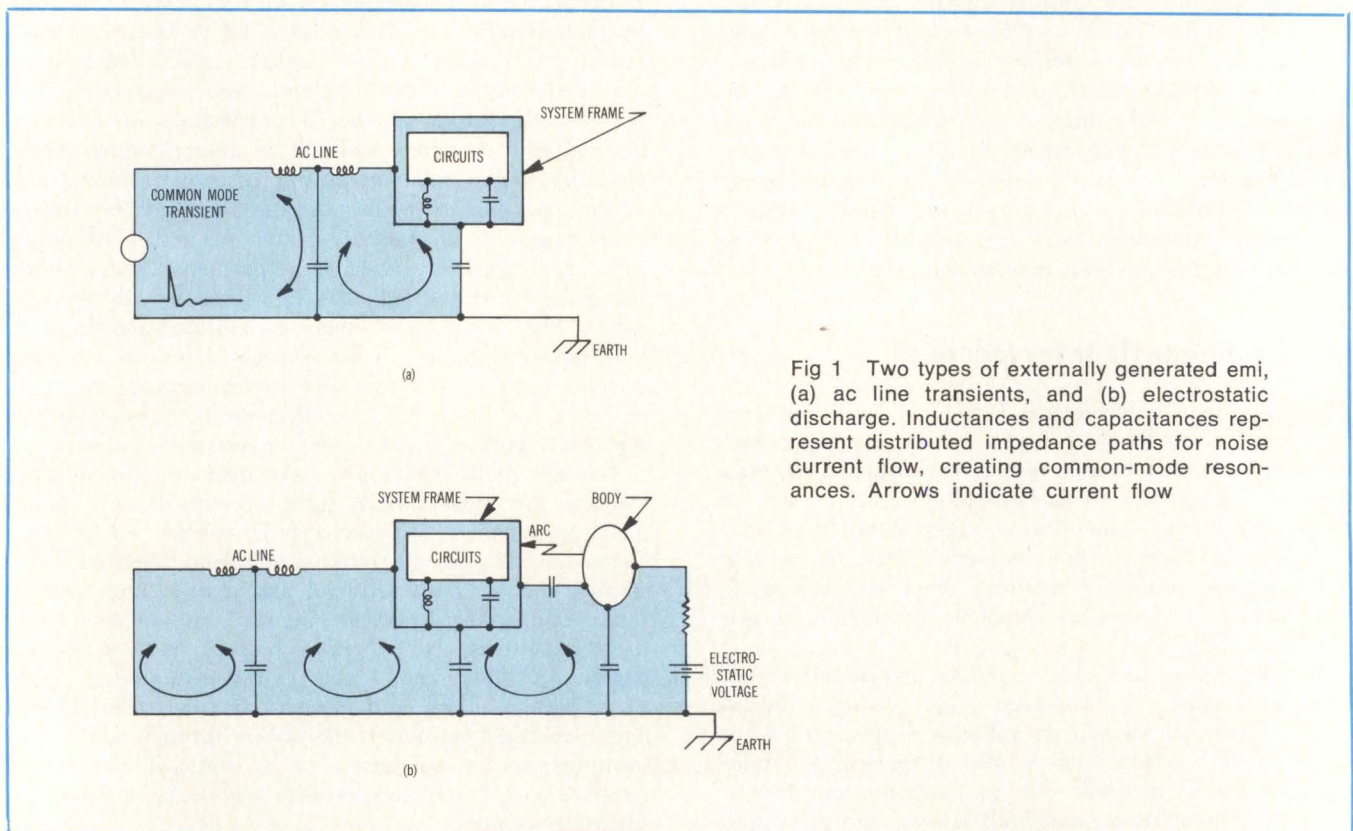 SYSTEM FRAME
AC LINE
CIRCUITS
COMMON MODE
TRANSIENT
EARTH
(a)
Fig 1 Two types of externally generated emi,
(a) ac line transients, and (b) electrostatic
discharge. Inductances and capacitances rep-
resent distributed impedance paths for noise
current flow, creating common-mode reson-
ances. Arrows indicate current flow
SYSTEM FRAME
BODY
ARC
AC LINE
CIRCUITS
ELECTRO-
STATIC
VOLTAGE
EARTH
(b)